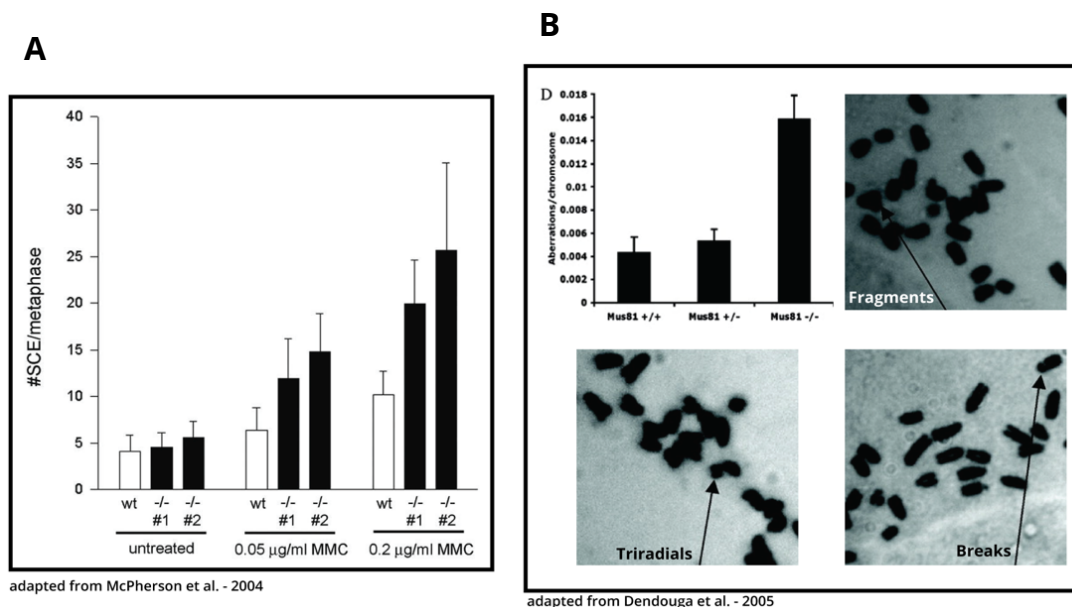 A
40
35
30
25
20
15
10
5
0
#SCE/metaphase
wt -/- -/- wt -/- -/- wt -/- -/-
#1 #2 #1 #2 #1 #2
untreated 0.05 µg/ml MMC 0.2 µg/ml MMC
adapted from McPherson et al. - 2004
B
D
0.018
0.016
0.014
0.012
0.01
0.008
0.006
0.004
0.002
0
Aberrations/chromosome
Mus81 +/+ Mus81 +/- Mus81 -/-
Fragments
Triradials
Breaks
adapted from Dendouga et al. - 2005